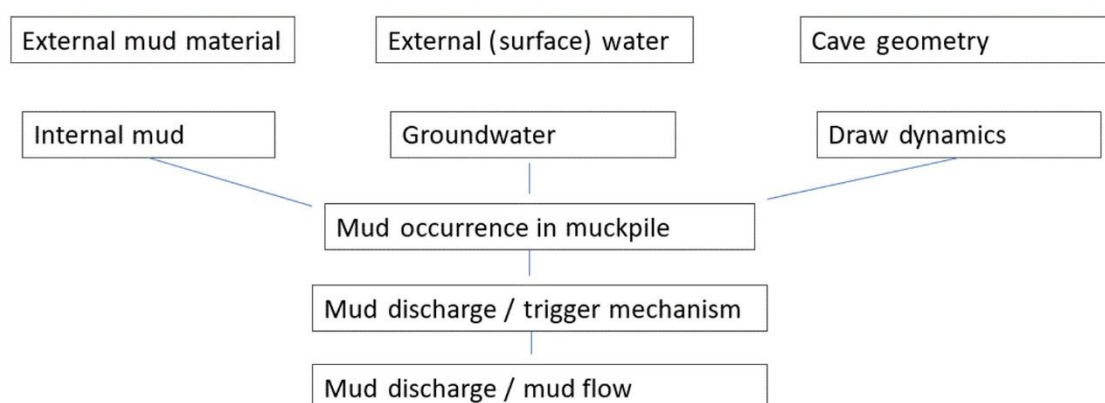 External mud material
External (surface) water
Cave geometry
Internal mud
Groundwater
Draw dynamics
Mud occurrence in muckpile
Mud discharge / trigger mechanism
Mud discharge / mud flow